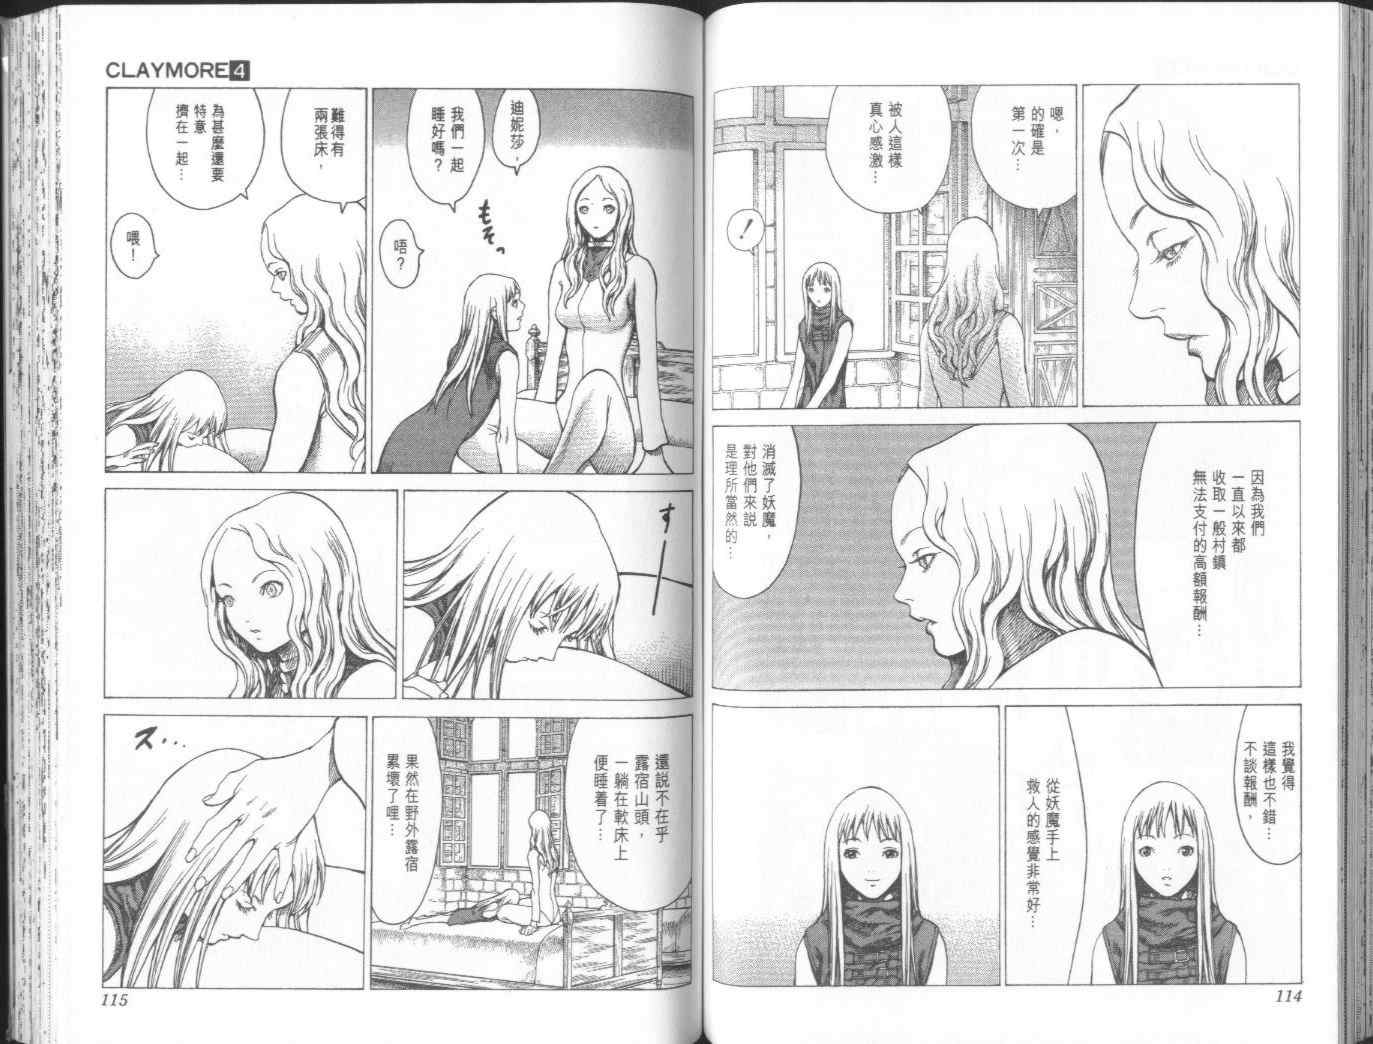 嗯，
的確是
第一次…
被人這樣
真心感激…
！
因為我們
一直以來都
收取一般村鎮
無法支付的高額報酬…
消滅了妖魔，
對他們來説
是理所當然的…
我覺得
這樣也不錯…
不談報酬，
從妖魔手上
救人的感覺非常好…
114
CLAYMORE 4
迪妮莎，
我們一起
睡好嗎？
もそっ
唔？
難得有
兩張床，
為甚麼還要
特意
擠在一起…
喂！
すー
還説不在乎
露宿山頭，
一躺在軟床上
便睡着了…
果然在野外露宿
累壞了哩…
ス…
115